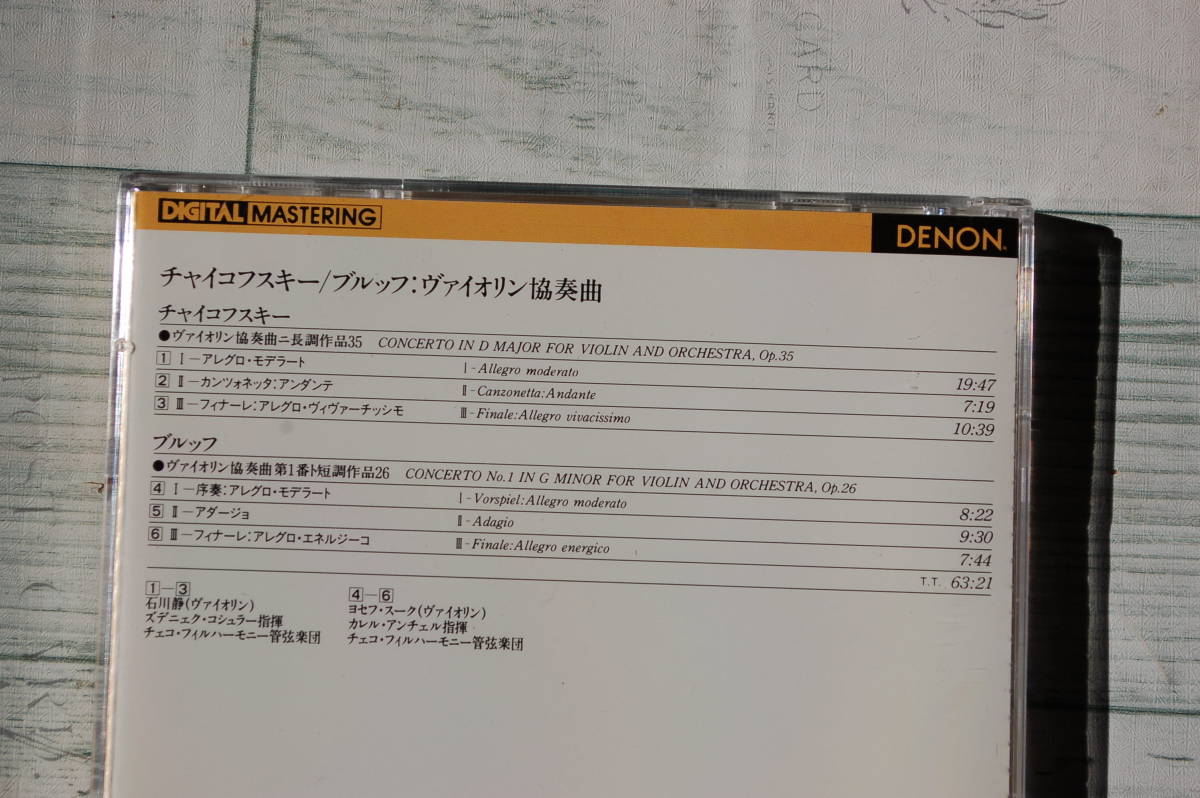 CARD
DIGITAL MASTERING
DENON
チャイコフスキー/ブルッフ:ヴァイオリン協奏曲
チャイコフスキー
●ヴァイオリン協奏曲ニ長調作品35 CONCERTO IN D MAJOR FOR VIOLIN AND ORCHESTRA, Op.35
1 Ⅰ-アレグロ・モデラート Ⅰ-Allegro moderato 19:47
2 Ⅱ-カンツォネッタ:アンダンテ Ⅱ-Canzonetta:Andante 7:19
3 Ⅲ-フィナーレ:アレグロ・ヴィヴァーチッシモ Ⅲ-Finale:Allegro vivacissimo 10:39
ブルッフ
●ヴァイオリン協奏曲第1番ト短調作品26 CONCERTO No.1 IN G MINOR FOR VIOLIN AND ORCHESTRA, Op.26
4 Ⅰ-序奏:アレグロ・モデラート Ⅰ-Vorspiel:Allegro moderato 8:22
5 Ⅱ-アダージョ Ⅱ-Adagio 9:30
6 Ⅲ-フィナーレ:アレグロ・エネルジーコ Ⅲ-Finale:Allegro energico 7:44
T.T. 63:21
1-3
石川静(ヴァイオリン)
ズデニェク・コシュラー指揮
チェコ・フィルハーモニー管弦楽団
4-6
ヨセフ・スーク(ヴァイオリン)
カレル・アンチェル指揮
チェコ・フィルハーモニー管弦楽団